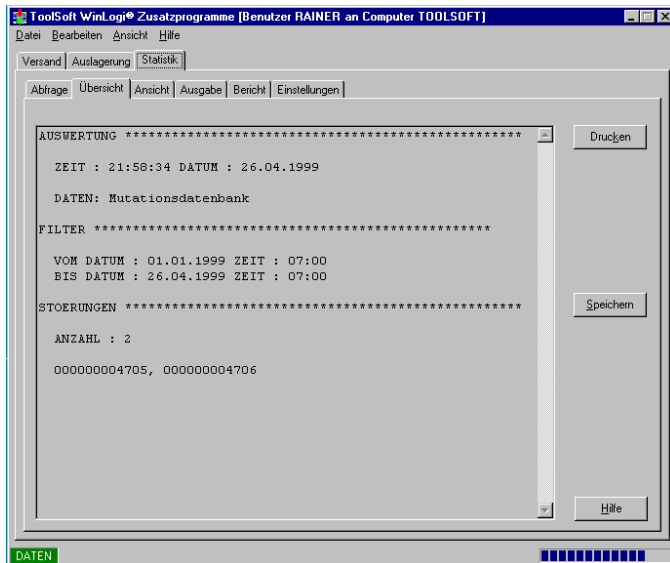 ToolSoft WinLogi® Zusatzprogramme [Benutzer RAINER an Computer TOOLSOFT]
Datei Bearbeiten Ansicht Hilfe
Versand Auslagerung Statistik
Abfrage Übersicht Ansicht Ausgabe Bericht Einstellungen
AUSWERTUNG ***************************************************
Drucken
ZEIT : 21:58:34 DATUM : 26.04.1999
DATEN: Mutationsdatenbank
FILTER ***************************************************
VOM DATUM : 01.01.1999 ZEIT : 07:00
BIS DATUM : 26.04.1999 ZEIT : 07:00
STOERUNGEN ***************************************************
Speichern
ANZAHL : 2
000000004705, 000000004706
Hilfe
DATEN